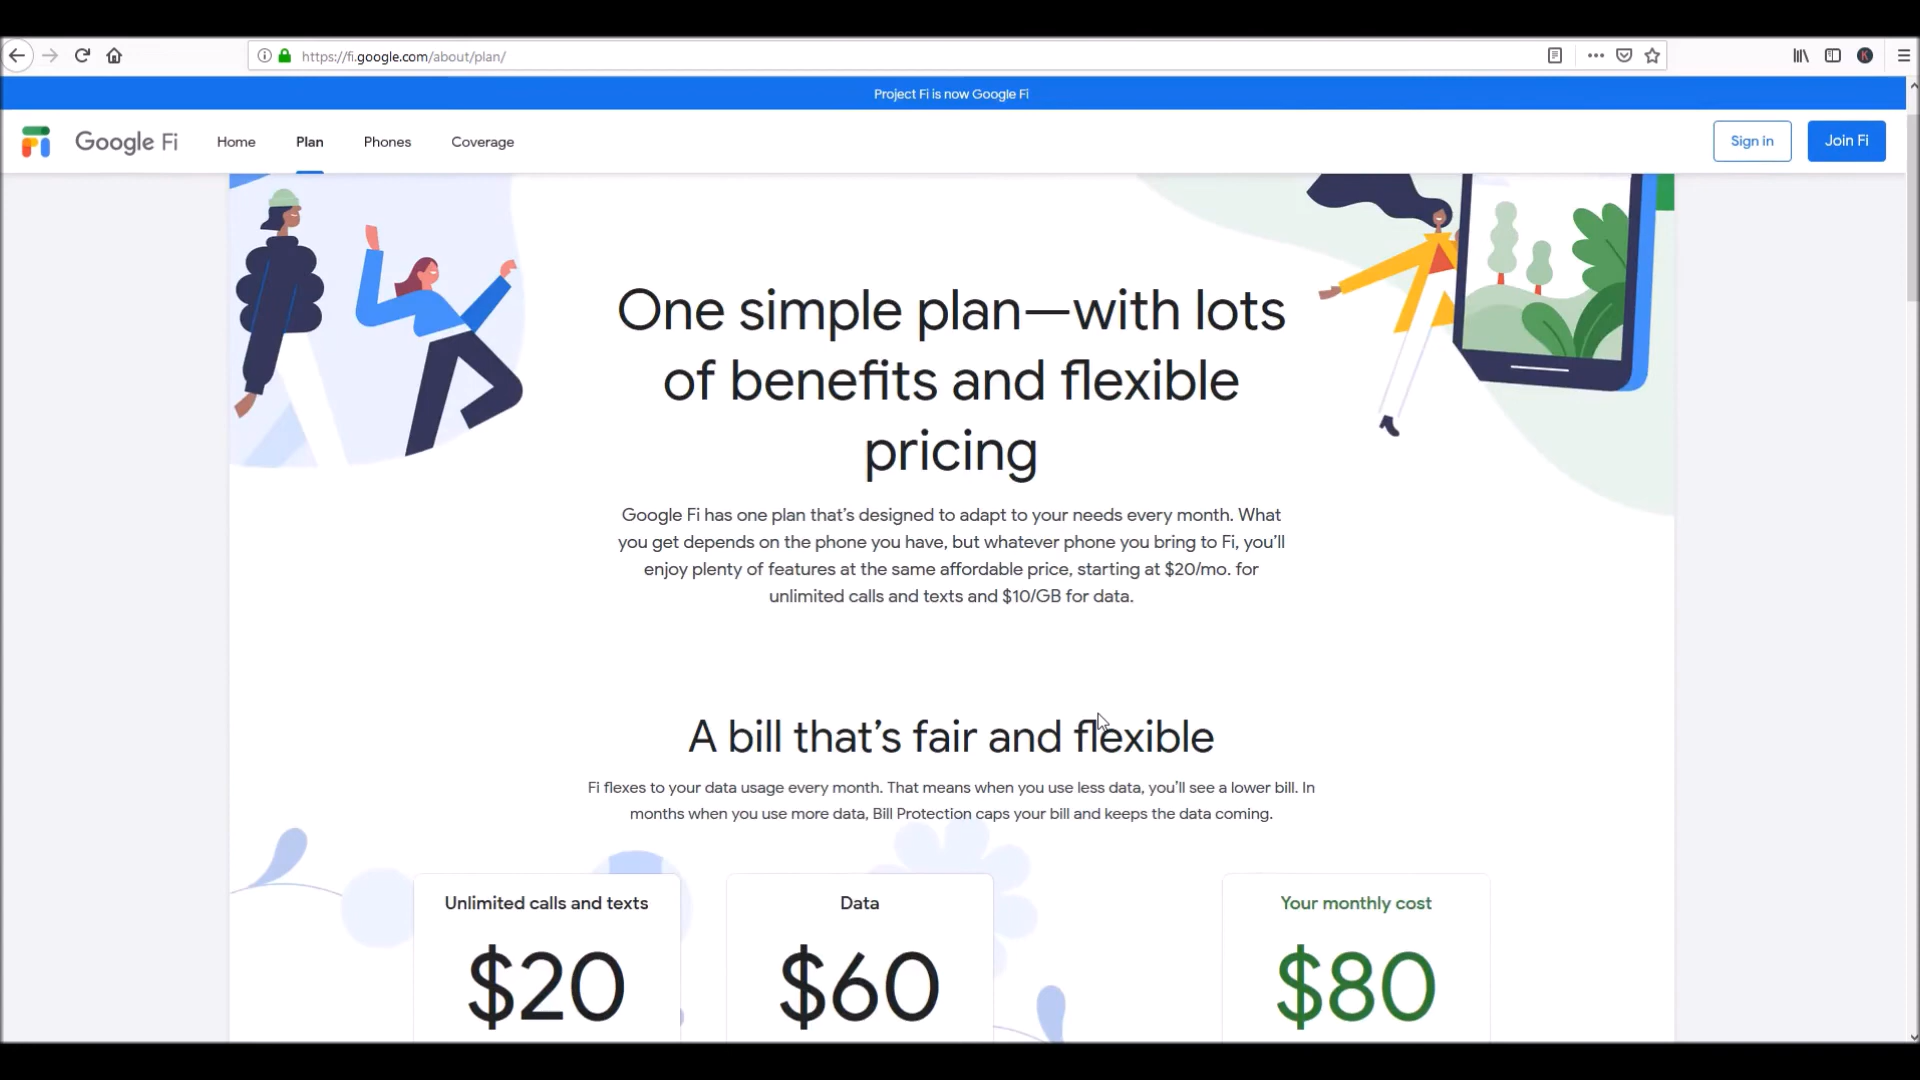 https://fi.google.com/about/plan/
K
Project Fi is now Google Fi
Google Fi
Home
Plan
Phones
Coverage
Sign in
Join Fi
One simple plan—with lots
of benefits and flexible
pricing
Google Fi has one plan that’s designed to adapt to your needs every month. What
you get depends on the phone you have, but whatever phone you bring to Fi, you’ll
enjoy plenty of features at the same affordable price, starting at $20/mo. for
unlimited calls and texts and $10/GB for data.
A bill that’s fair and flexible
Fi flexes to your data usage every month. That means when you use less data, you’ll see a lower bill. In
months when you use more data, Bill Protection caps your bill and keeps the data coming.
Unlimited calls and texts
$20
Data
$60
Your monthly cost
$80